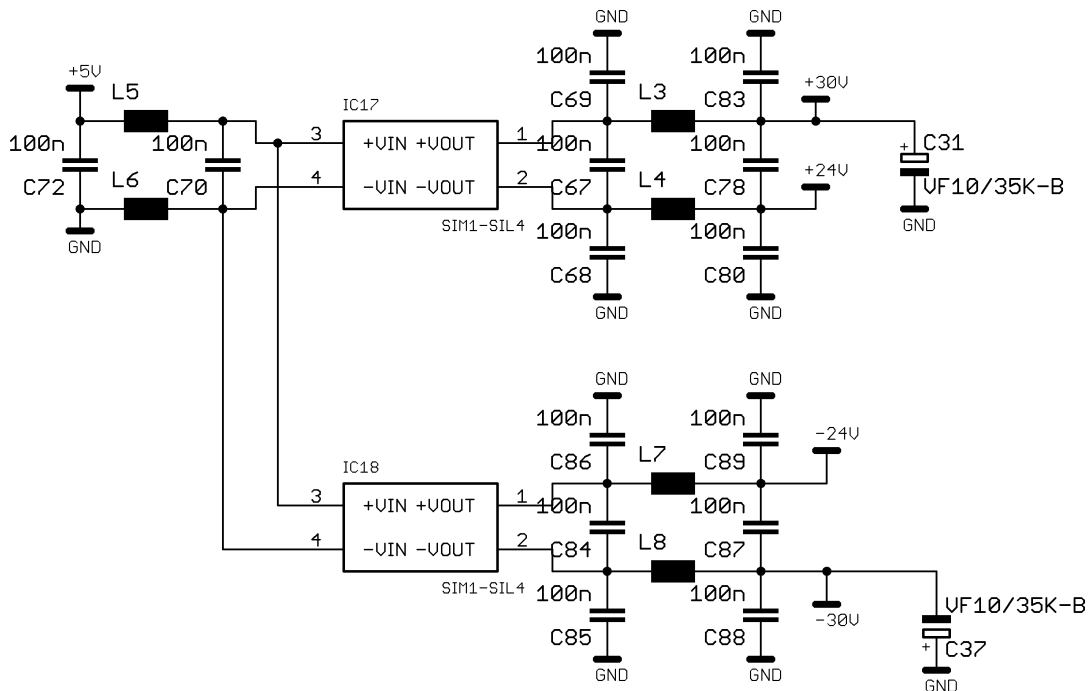 GND GND
100n 100n
+5V L5 C69 L3 C83 +30V
IC17
100n 100n 3 +VIN +VOUT 1 100n 100n + C31
C72 L6 C70 4 -VIN -VOUT 2 C67 L4 C78 +24V VF10/35K-B
GND SIM1-SIL4 100n 100n GND
C68 C80
GND GND
GND GND
100n 100n -24V
IC18 C86 L7 C89
3 +VIN +VOUT 1 100n 100n
4 -VIN -VOUT 2 C84 L8 C87
SIM1-SIL4 100n 100n -30V VF10/35K-B
C85 C88 + C37
GND GND GND